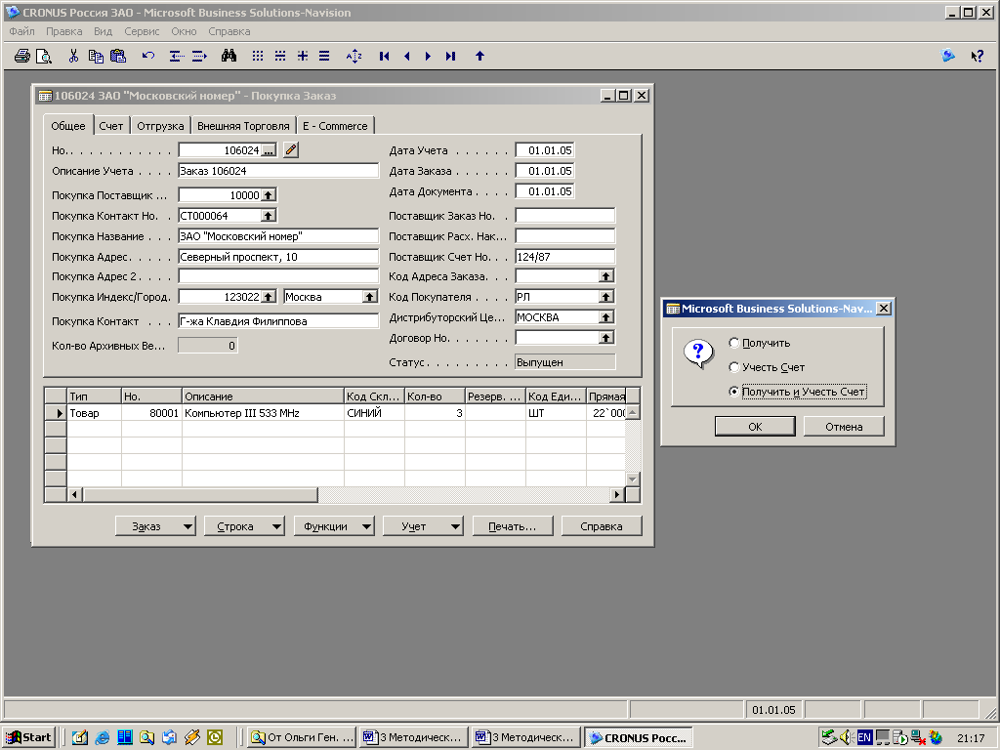 CRONUS Россия ЗАО - Microsoft Business Solutions-Navision
Файл Правка Вид Сервис Окно Справка
106024 ЗАО "Московский номер" - Покупка Заказ
Общее Счет Отгрузка Внешняя Торговля E - Commerce
Но. . . . . . . . . . . . 106024 ...
Дата Учета . . . . . . 01.01.05
Описание Учета . . . . Заказ 106024
Дата Заказа . . . . . . 01.01.05
Дата Документа . . . . 01.01.05
Покупка Поставщик ... 10000
Покупка Контакт Но. . СТ000064
Поставщик Заказ Но. .
Покупка Название . . . ЗАО "Московский номер"
Поставщик Расх. Нак...
Покупка Адрес. . . . . Северный проспект, 10
Поставщик Счет Но. . . 124/87
Покупка Адрес 2 . . . .
Код Адреса Заказа. . .
Покупка Индекс/Город. 123022 Москва
Код Покупателя . . . . РЛ
Покупка Контакт . . . Г-жа Клавдия Филиппова
Дистрибуторский Це... МОСКВА
Договор Но. . . . . . .
Кол-во Архивных Ве... 0
Статус. . . . . . . . . Выпущен
Тип Но. Описание Код Скл... Кол-во Резерв. ... Код Еди... Прямая
Товар 80001 Компьютер III 533 MHz СИНИЙ 3 ШТ 22`000
Заказ Строка Функции Учет Печать... Справка
Microsoft Business Solutions-Nav...
Получить
Учесть Счет
Получить и Учесть Счет
OK Отмена
01.01.05
Start От Ольги Ген. ... 3 Методическ... 3 Методическ... CRONUS Росс... EN 21:17